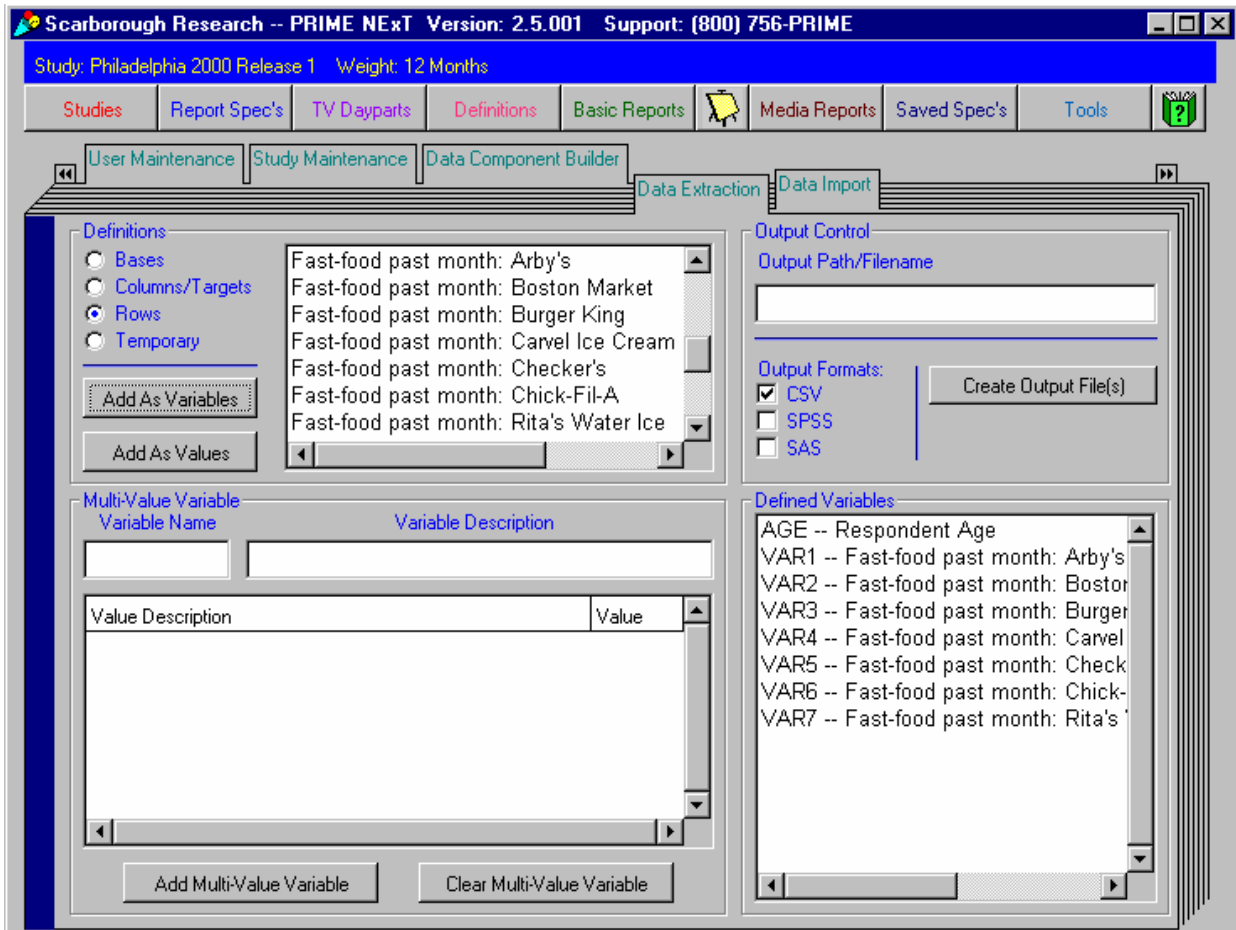 Scarborough Research -- PRIME NExT Version: 2.5.001 Support: (800) 756-PRIME
Study: Philadelphia 2000 Release 1 Weight: 12 Months
Studies Report Spec's TV Dayparts Definitions Basic Reports Media Reports Saved Spec's Tools ?
User Maintenance Study Maintenance Data Component Builder
Data Extraction Data Import
Definitions
Bases
Columns/Targets
Rows
Temporary
Add As Variables
Add As Values
Fast-food past month: Arby's
Fast-food past month: Boston Market
Fast-food past month: Burger King
Fast-food past month: Carvel Ice Cream
Fast-food past month: Checker's
Fast-food past month: Chick-Fil-A
Fast-food past month: Rita's Water Ice
Output Control
Output Path/Filename
Output Formats:
CSV
SPSS
SAS
Create Output File(s)
Multi-Value Variable
Variable Name Variable Description
Value Description Value
Add Multi-Value Variable Clear Multi-Value Variable
Defined Variables
AGE -- Respondent Age
VAR1 -- Fast-food past month: Arby's
VAR2 -- Fast-food past month: Bostor
VAR3 -- Fast-food past month: Burger
VAR4 -- Fast-food past month: Carvel
VAR5 -- Fast-food past month: Check
VAR6 -- Fast-food past month: Chick-
VAR7 -- Fast-food past month: Rita's